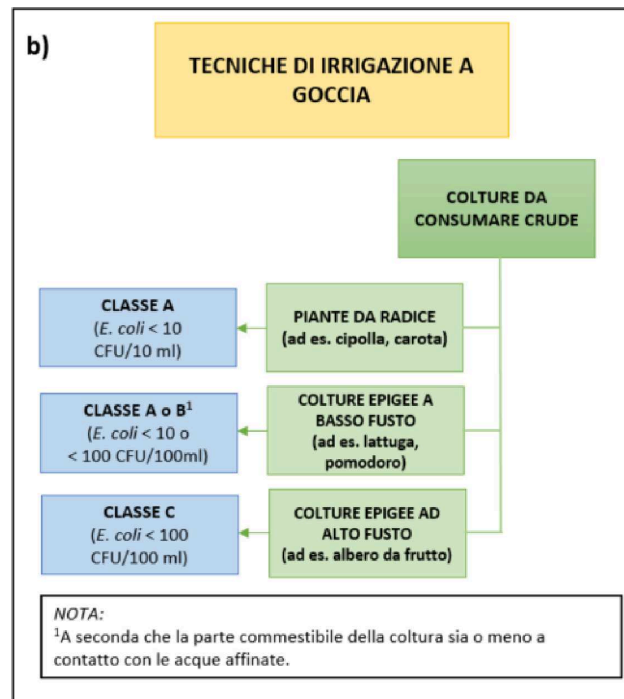 b)
TECNICHE DI IRRIGAZIONE A
GOCCIA
COLTURE DA
CONSUMARE CRUDE
CLASSE A
(E. coli < 10
CFU/10 ml)
PIANTE DA RADICE
(ad es. cipolla, carota)
CLASSE A o B¹
(E. coli < 10 o
< 100 CFU/100ml)
COLTURE EPIGEE A
BASSO FUSTO
(ad es. lattuga,
pomodoro)
CLASSE C
(E. coli < 100
CFU/100 ml)
COLTURE EPIGEE AD
ALTO FUSTO
(ad es. albero da frutto)
NOTA:
¹A seconda che la parte commestibile della coltura sia o meno a
contatto con le acque affinate.